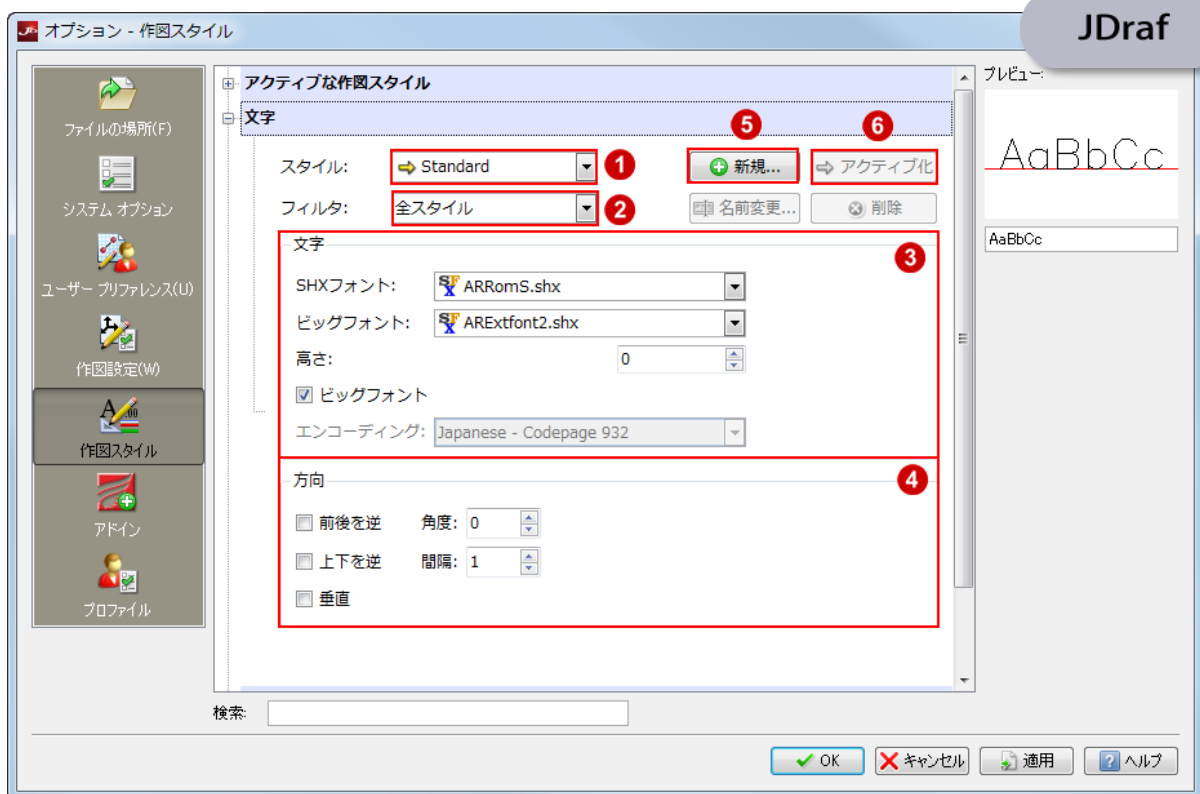 JDraf
オプション - 作図スタイル
ファイルの場所(F)
システム オプション
ユーザー プリファレンス(U)
作図設定(W)
作図スタイル
アドイン
プロファイル
アクティブな作図スタイル
文字
5 6
スタイル: Standard 1 新規... アクティブ化
フィルタ: 全スタイル 2 名前変更... 削除
文字 3
SHXフォント: ARRomS.shx
ビッグフォント: ARExtfont2.shx
高さ: 0
ビッグフォント
エンコーディング: Japanese - Codepage 932
方向 4
前後を逆 角度: 0
上下を逆 間隔: 1
垂直
プレビュー:
AaBbCc
AaBbCc
検索:
OK キャンセル 適用 ヘルプ